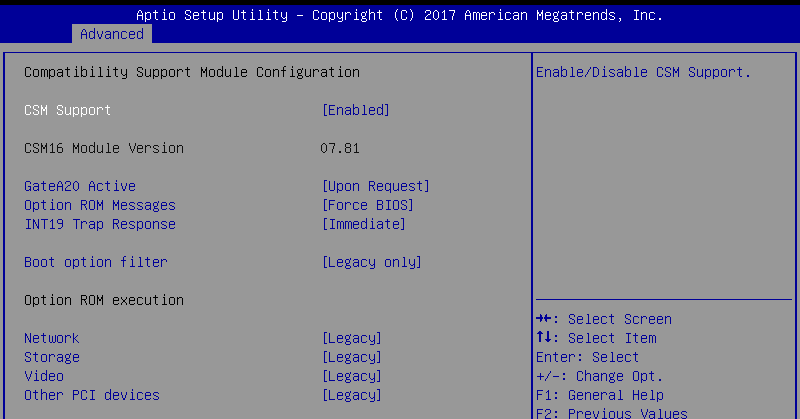 Aptio Setup Utility – Copyright (C) 2017 American Megatrends, Inc.
Advanced
Compatibility Support Module Configuration
Enable/Disable CSM Support.
CSM Support [Enabled]
CSM16 Module Version 07.81
GateA20 Active [Upon Request]
Option ROM Messages [Force BIOS]
INT19 Trap Response [Immediate]
Boot option filter [Legacy only]
Option ROM execution
Network [Legacy]
Storage [Legacy]
Video [Legacy]
Other PCI devices [Legacy]
→←: Select Screen
↑↓: Select Item
Enter: Select
+/-: Change Opt.
F1: General Help
F2: Previous Values